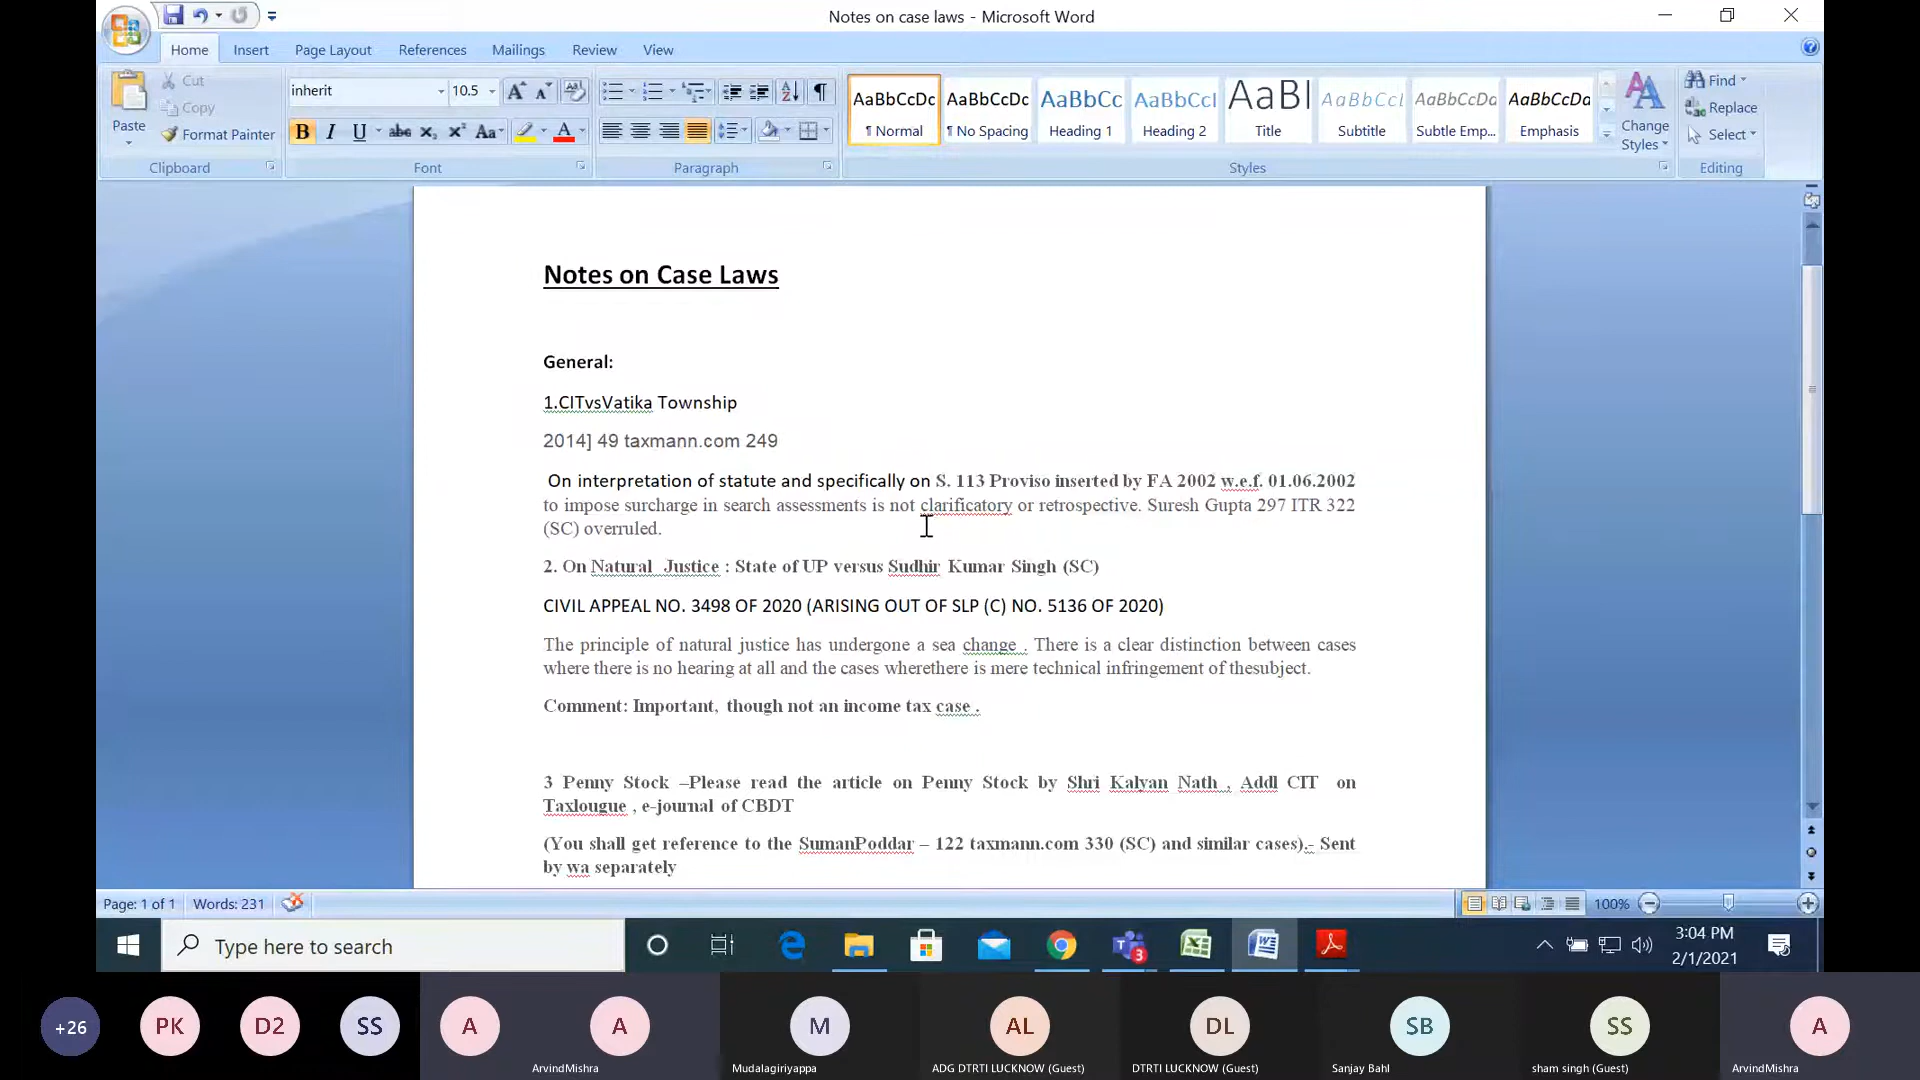 Notes on case laws - Microsoft Word
Home Insert Page Layout References Mailings Review View
Paste
Cut
Copy
Format Painter
Clipboard
inherit 10.5
B I U abc X₂ X² Aa A
Font
Paragraph
AaBbCcDc AaBbCcDc AaBbCc AaBbCcI AaBI AaBbCcL AaBbCcDa AaBbCcDa
¶ Normal ¶ No Spacing Heading 1 Heading 2 Title Subtitle Subtle Emp... Emphasis
Change Styles
Styles
Find
Replace
Select
Editing
Notes on Case Laws
General:
1.CITvsVatika Township
2014] 49 taxmann.com 249
On interpretation of statute and specifically on S. 113 Proviso inserted by FA 2002 w.e.f. 01.06.2002
to impose surcharge in search assessments is not clarificatory or retrospective. Suresh Gupta 297 ITR 322
(SC) overruled.
2. On Natural Justice : State of UP versus Sudhir Kumar Singh (SC)
CIVIL APPEAL NO. 3498 OF 2020 (ARISING OUT OF SLP (C) NO. 5136 OF 2020)
The principle of natural justice has undergone a sea change . There is a clear distinction between cases
where there is no hearing at all and the cases wherethere is mere technical infringement of thesubject.
Comment: Important, though not an income tax case .
3 Penny Stock –Please read the article on Penny Stock by Shri Kalyan Nath , Addl CIT on
Taxlougue , e-journal of CBDT
(You shall get reference to the SumanPoddar – 122 taxmann.com 330 (SC) and similar cases).- Sent
by wa separately
Page: 1 of 1 Words: 231 100%
Type here to search
3
3:04 PM
2/1/2021
+26 PK D2 SS A A M AL DL SB SS A
ArvindMishra Mudalagiriyappa ADG DTRTI LUCKNOW (Guest) DTRTI LUCKNOW (Guest) Sanjay Bahl sham singh (Guest) ArvindMishra